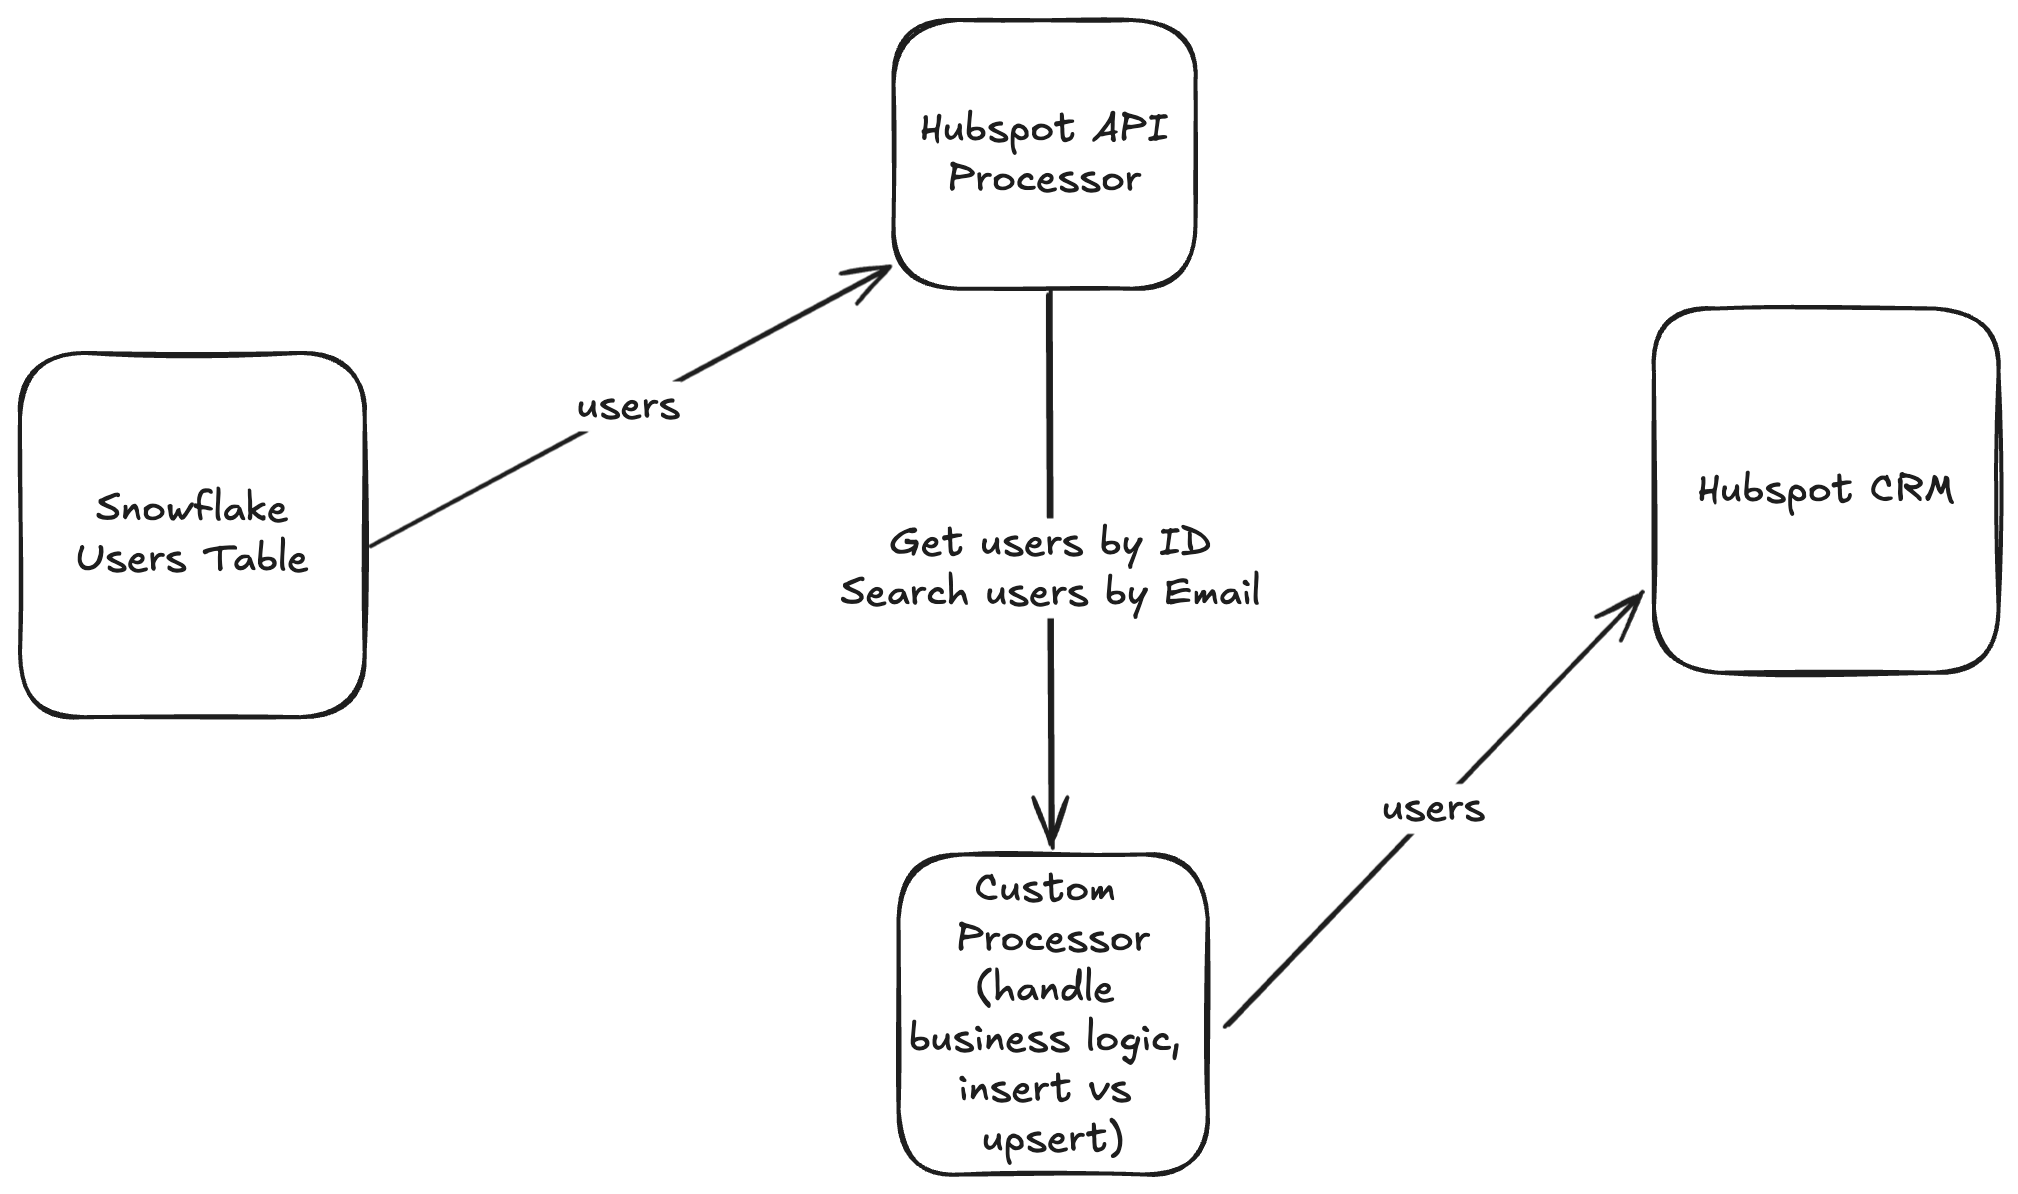 Hubspot API
Processor
users
Snowflake
Users Table
Get users by ID
Search users by Email
Hubspot CRM
users
Custom
Processor
(handle
business logic,
insert vs
upsert)